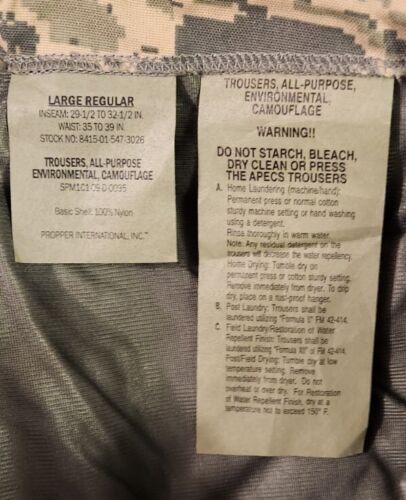 LARGE REGULAR
INSEAM: 29-1/2 TO 32-1/2 IN.
WAIST: 35 TO 39 IN.
STOCK NO: 8415-01-547-3026
TROUSERS, ALL-PURPOSE
ENVIRONMENTAL, CAMOUFLAGE
SPM1C1-09-D-0095
Basic Shell: 100% Nylon
PROPPER INTERNATIONAL, INC.
TROUSERS, ALL-PURPOSE,
ENVIRONMENTAL,
CAMOUFLAGE
WARNING!!
DO NOT STARCH, BLEACH,
DRY CLEAN OR PRESS
THE APECS TROUSERS
A. Home Laundering (machine/hand):
Permanent press or normal cotton
sturdy machine setting or hand washing
using a detergent.
Rinse thoroughly in warm water.
Note: Any residual detergent on the
trousers will decrease the water repellency.
Home Drying: Tumble dry on
permanent press or cotton sturdy setting.
Remove immediately from dryer. To drip
dry, place on a rust-proof hanger.
B. Post Laundry: Trousers shall be
laundered utilizing "Formula II" FM 42-414.
C. Field Laundry/Restoration of Water
Repellent Finish: Trousers shall be
laundered utilizing "Formula XII" of FM 42-414.
Post/Field Drying: Tumble dry at low
temperature setting. Remove
immediately from dryer. Do not
overheat or over dry. For Restoration
of Water Repellent Finish, dry at a
temperature not to exceed 150° F.